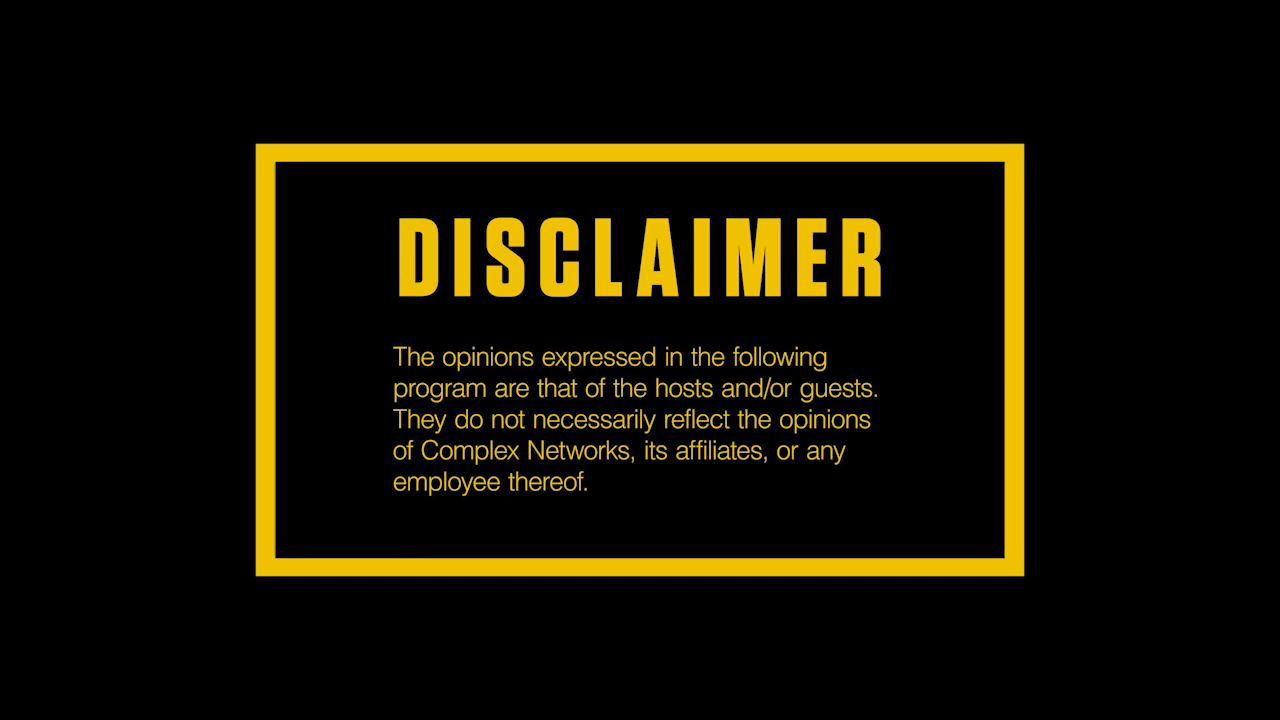 DISCLAIMER
The opinions expressed in the following
program are that of the hosts and/or guests.
They do not necessarily reflect the opinions
of Complex Networks, its affiliates, or any
employee thereof.